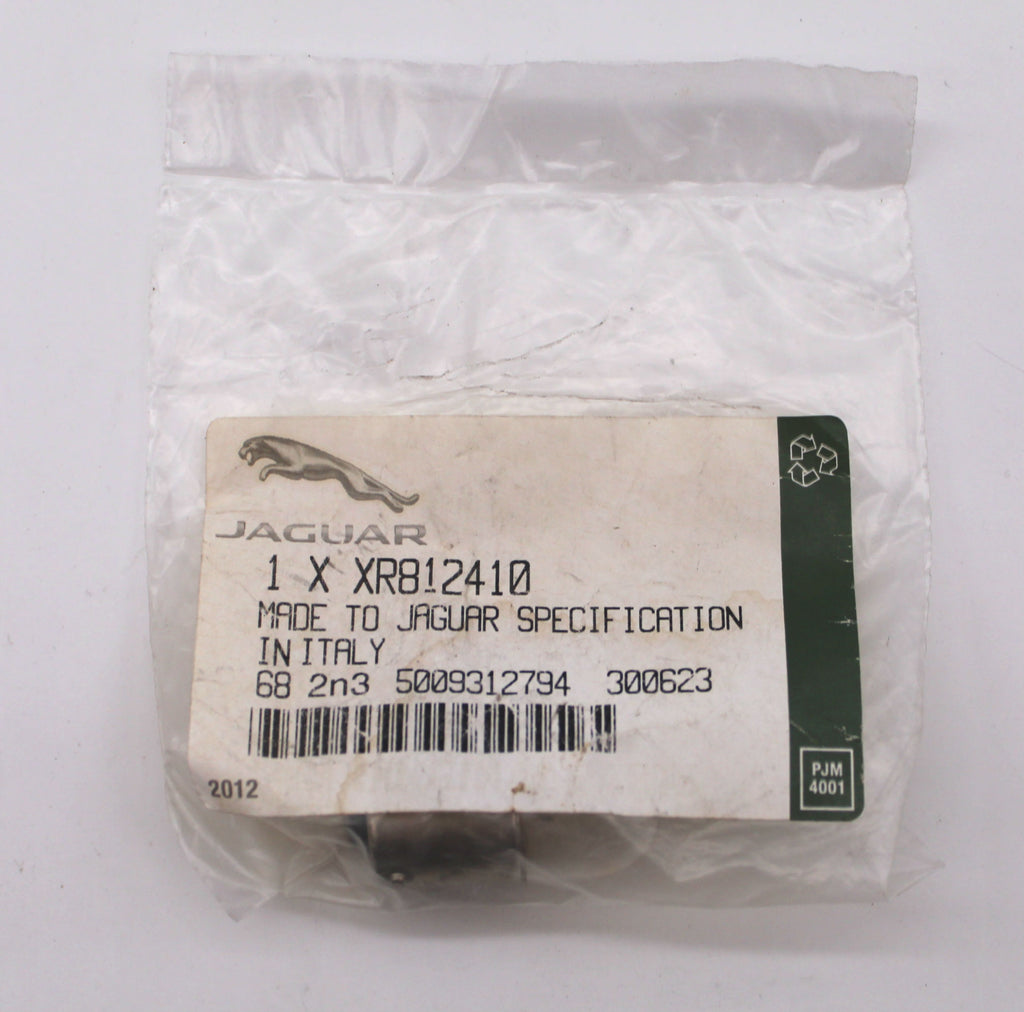 JAGUAR
1 X XR812410
MADE TO JAGUAR SPECIFICATION
IN ITALY
68 2n3 5009312794 300623
2012
PJM
4001